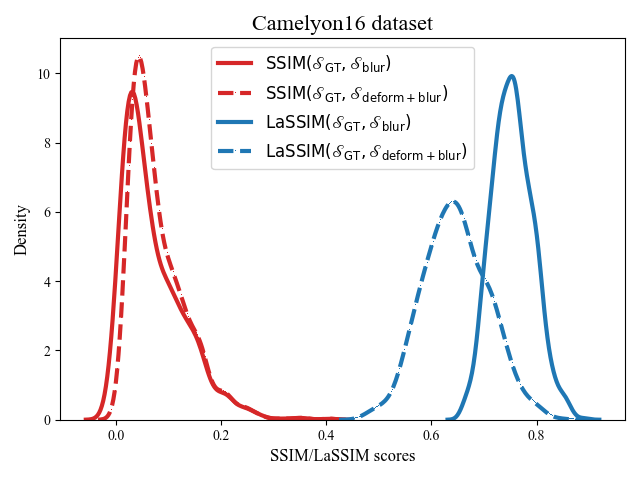 Camelyon16 dataset
SSIM(𝒮GT, 𝒮blur)
SSIM(𝒮GT, 𝒮deform+blur)
LaSSIM(𝒮GT, 𝒮blur)
LaSSIM(𝒮GT, 𝒮deform+blur)
Density
10
8
6
4
2
0
0.0 0.2 0.4 0.6 0.8
SSIM/LaSSIM scores